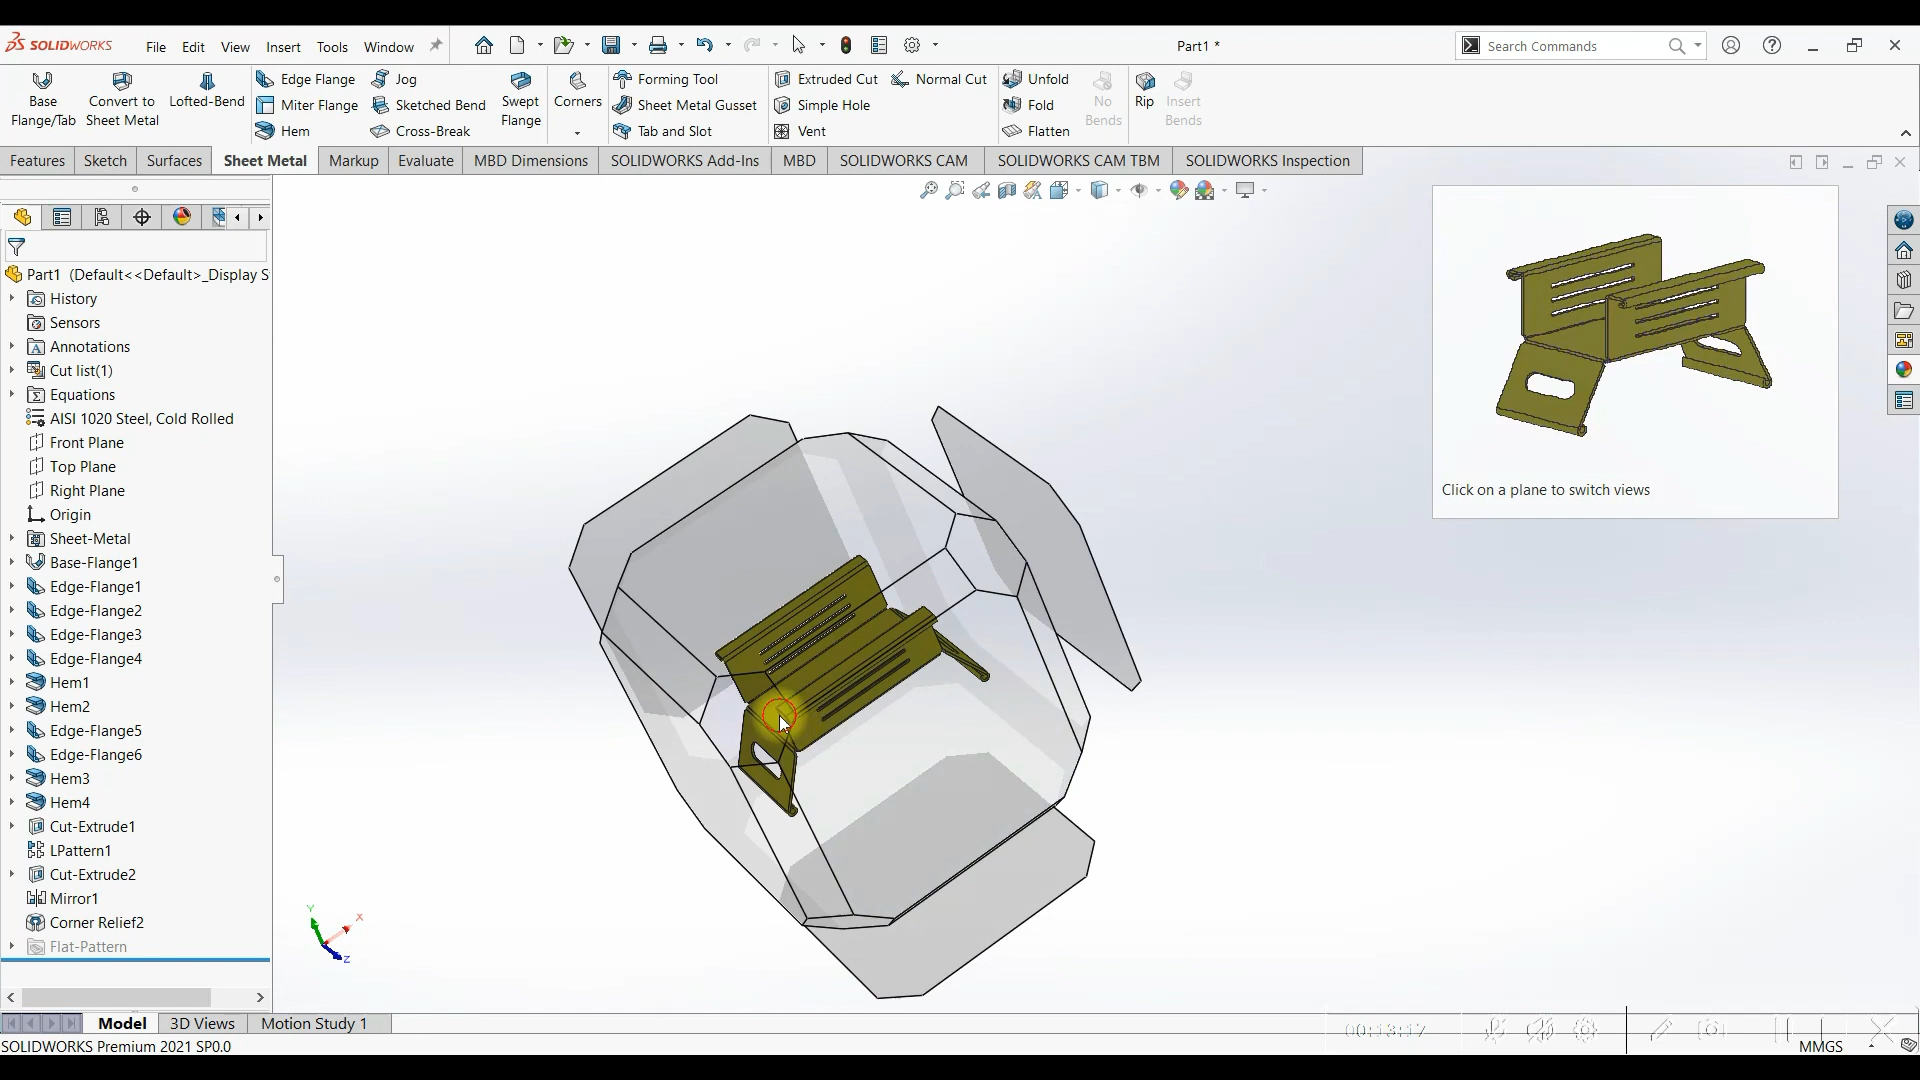 SOLIDWORKS File Edit View Insert Tools Window Part1 * Search Commands
Base Flange/Tab
Convert to Sheet Metal
Lofted-Bend
Edge Flange
Miter Flange
Hem
Jog
Sketched Bend
Cross-Break
Swept Flange
Corners
Forming Tool
Sheet Metal Gusset
Tab and Slot
Extruded Cut
Normal Cut
Simple Hole
Vent
Unfold
Fold
Flatten
No Bends
Rip
Insert Bends
Features Sketch Surfaces Sheet Metal Markup Evaluate MBD Dimensions SOLIDWORKS Add-Ins MBD SOLIDWORKS CAM SOLIDWORKS CAM TBM SOLIDWORKS Inspection
Part1 (Default<<Default>_Display S
History
Sensors
Annotations
Cut list(1)
Equations
AISI 1020 Steel, Cold Rolled
Front Plane
Top Plane
Right Plane
Origin
Sheet-Metal
Base-Flange1
Edge-Flange1
Edge-Flange2
Edge-Flange3
Edge-Flange4
Hem1
Hem2
Edge-Flange5
Edge-Flange6
Hem3
Hem4
Cut-Extrude1
LPattern1
Cut-Extrude2
Mirror1
Corner Relief2
Flat-Pattern
Click on a plane to switch views
Y
X
Z
Model 3D Views Motion Study 1
00:13:17
SOLIDWORKS Premium 2021 SP0.0
MMGS